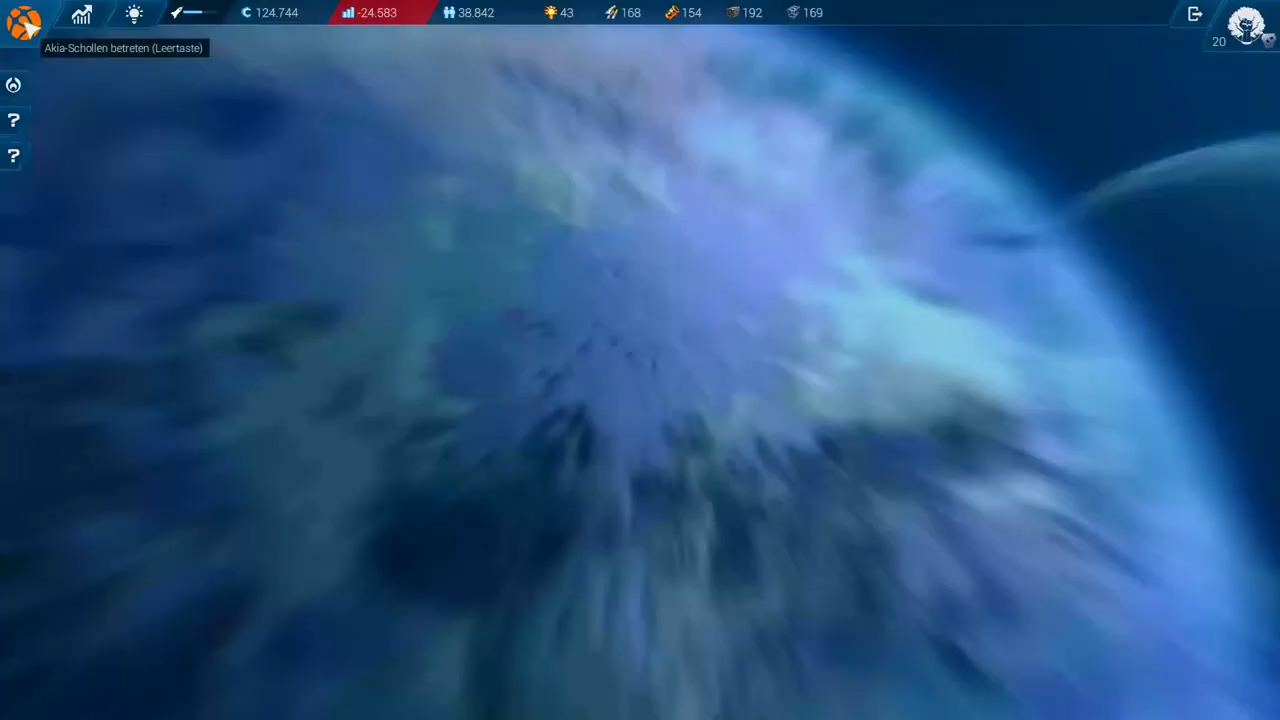 124.744 -24.583 38.842 43 168 154 192 169
20
Akia-Schollen betreten (Leertaste)
?
?